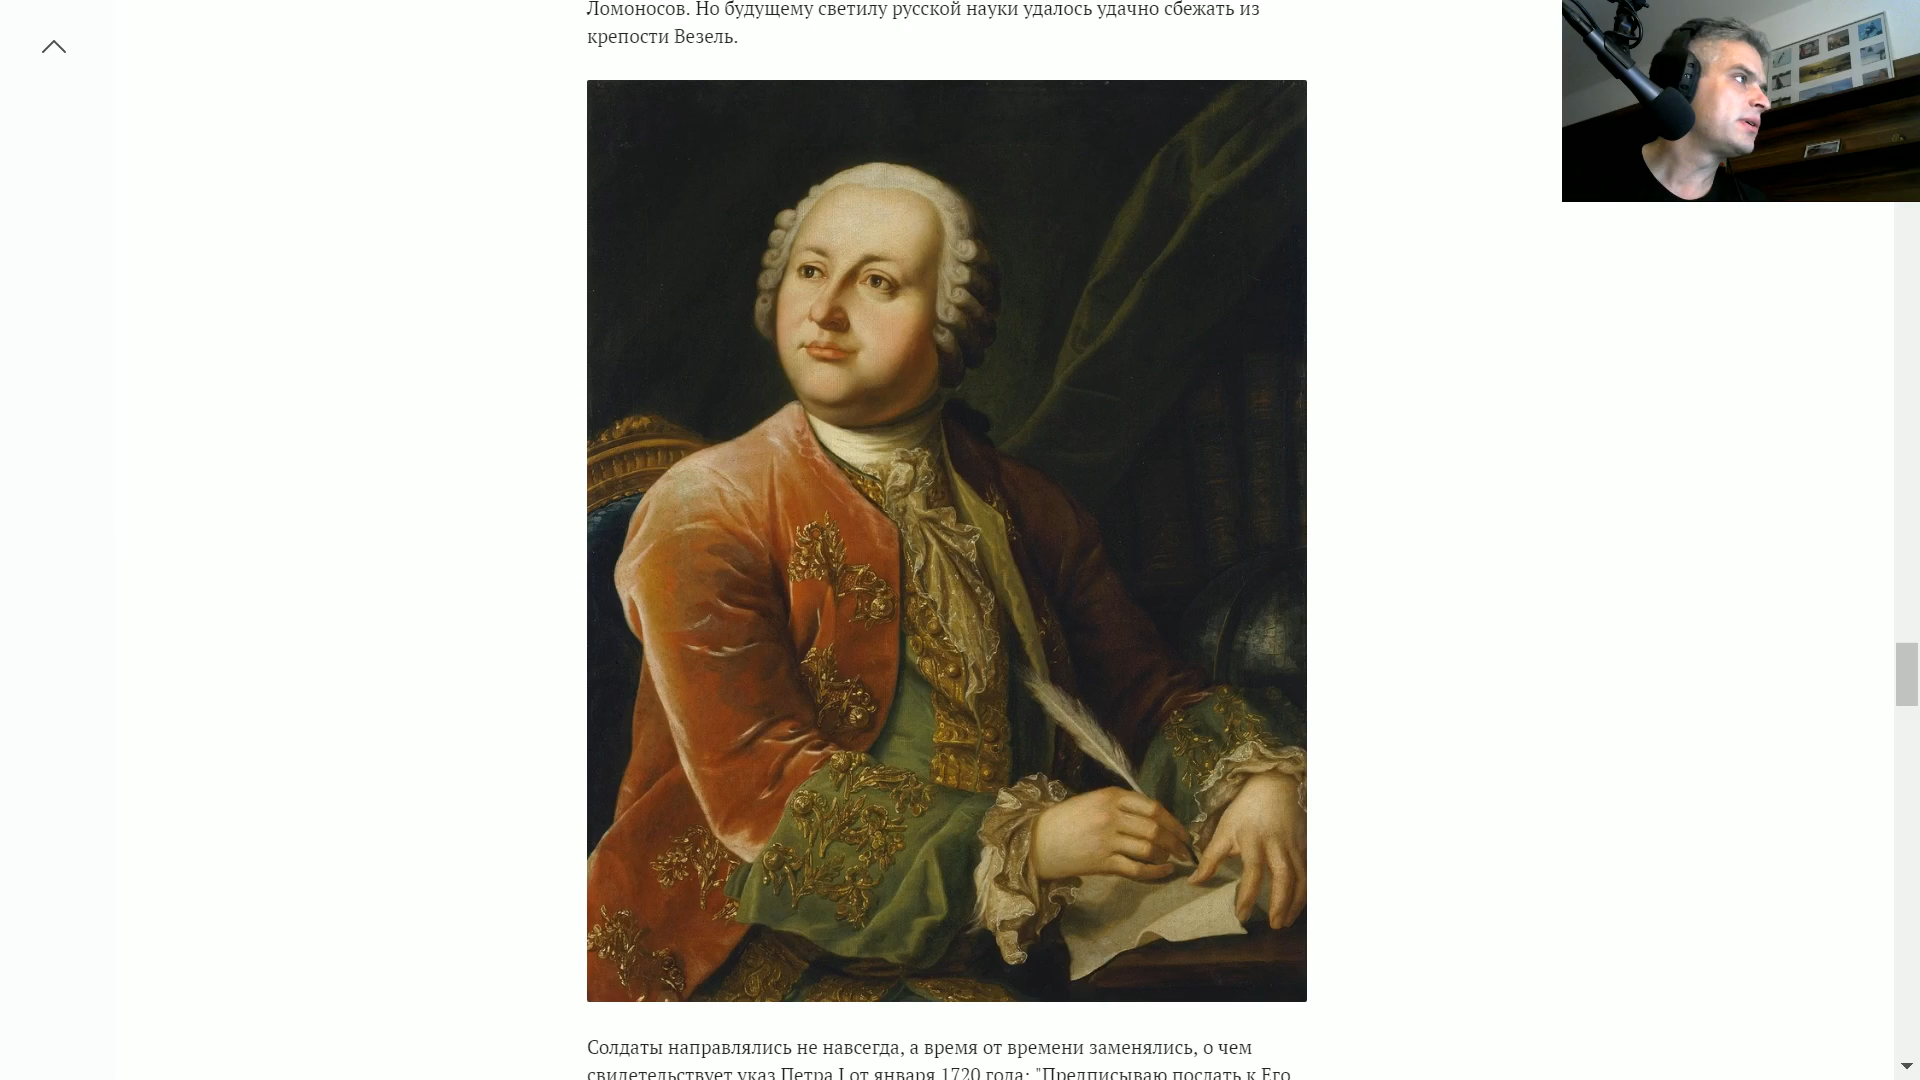 Ломоносов. Но будущему светилу русской науки удалось удачно сбежать из
крепости Везель.
Солдаты направлялись не навсегда, а время от времени заменялись, о чем
свидетельствует указ Петра I от января 1720 года: "Предписываю послать к Его